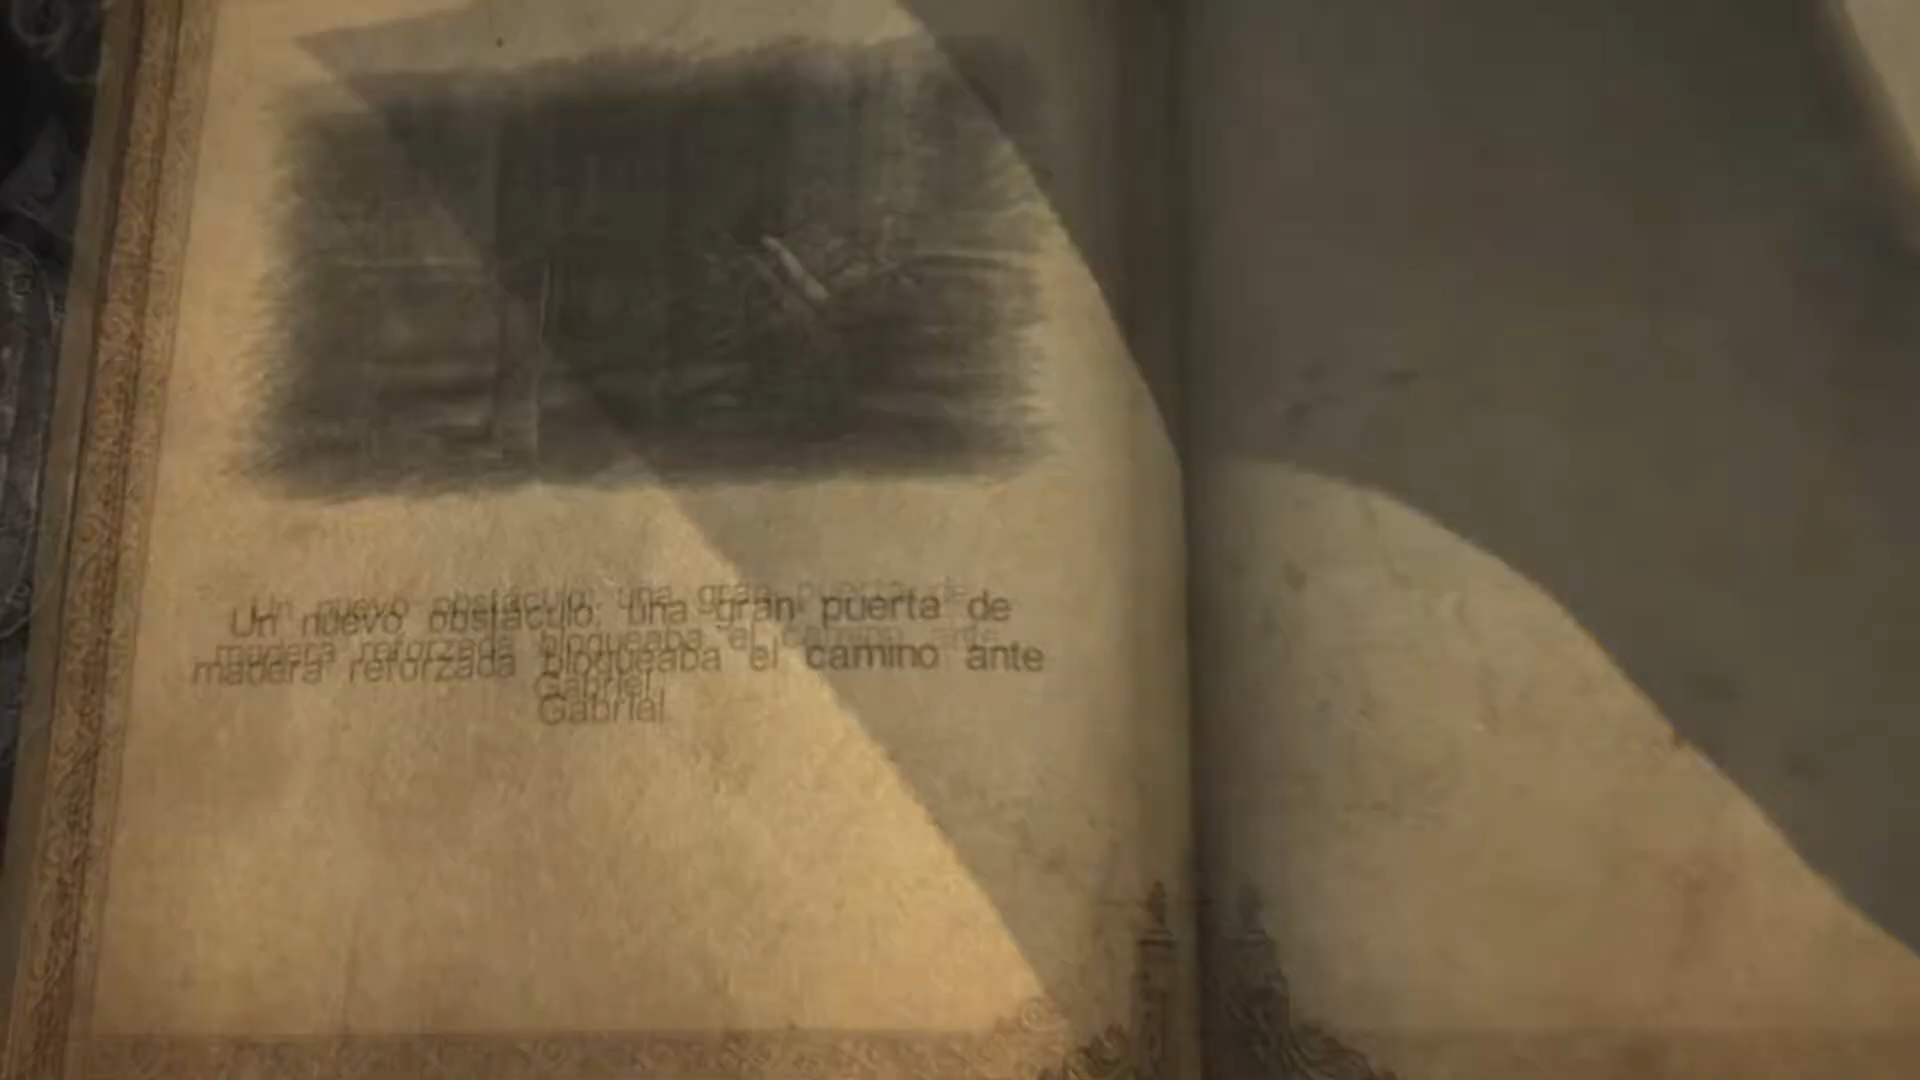 Un nuevo obstáculo: una gran puerta de
madera reforzada bloqueaba el camino ante
Gabriel